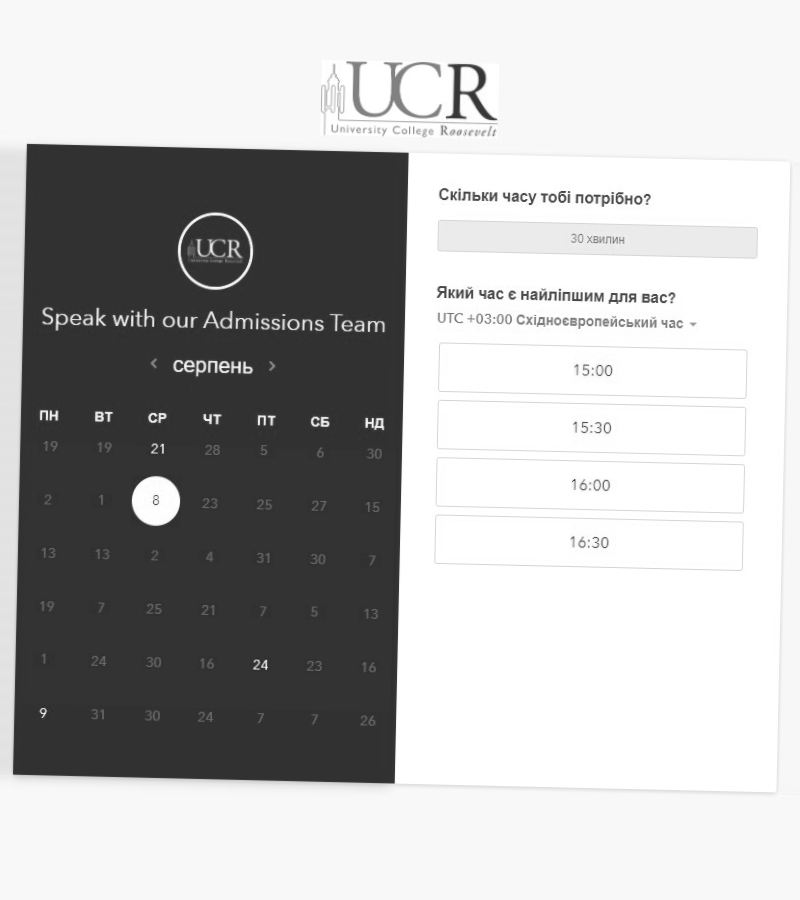 UCR
University College Roosevelt
UCR
Speak with our Admissions Team
серпень
ПН ВТ СР ЧТ ПТ СБ НД
19 19 21 28 5 6 30
2 1 8 23 25 27 15
13 13 2 4 31 30 7
19 7 25 21 7 5 13
1 24 30 16 24 23 16
9 31 30 24 7 7 26
Скільки часу тобі потрібно?
30 хвилин
Який час є найліпшим для вас?
UTC +03:00 Східноєвропейський час
15:00
15:30
16:00
16:30